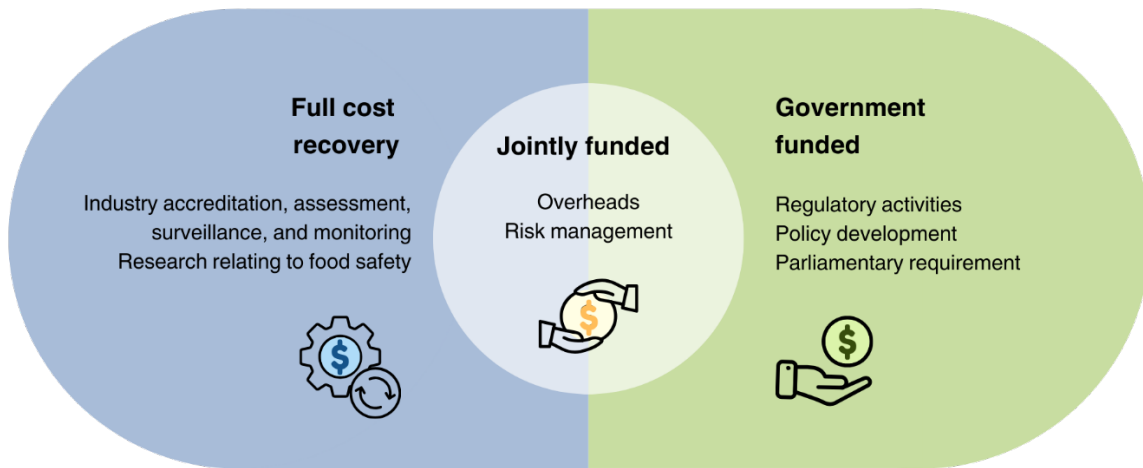 Full cost
recovery
Industry accreditation, assessment,
surveillance, and monitoring
Research relating to food safety
$
Jointly funded
Overheads
Risk management
$
Government
funded
Regulatory activities
Policy development
Parliamentary requirement
$